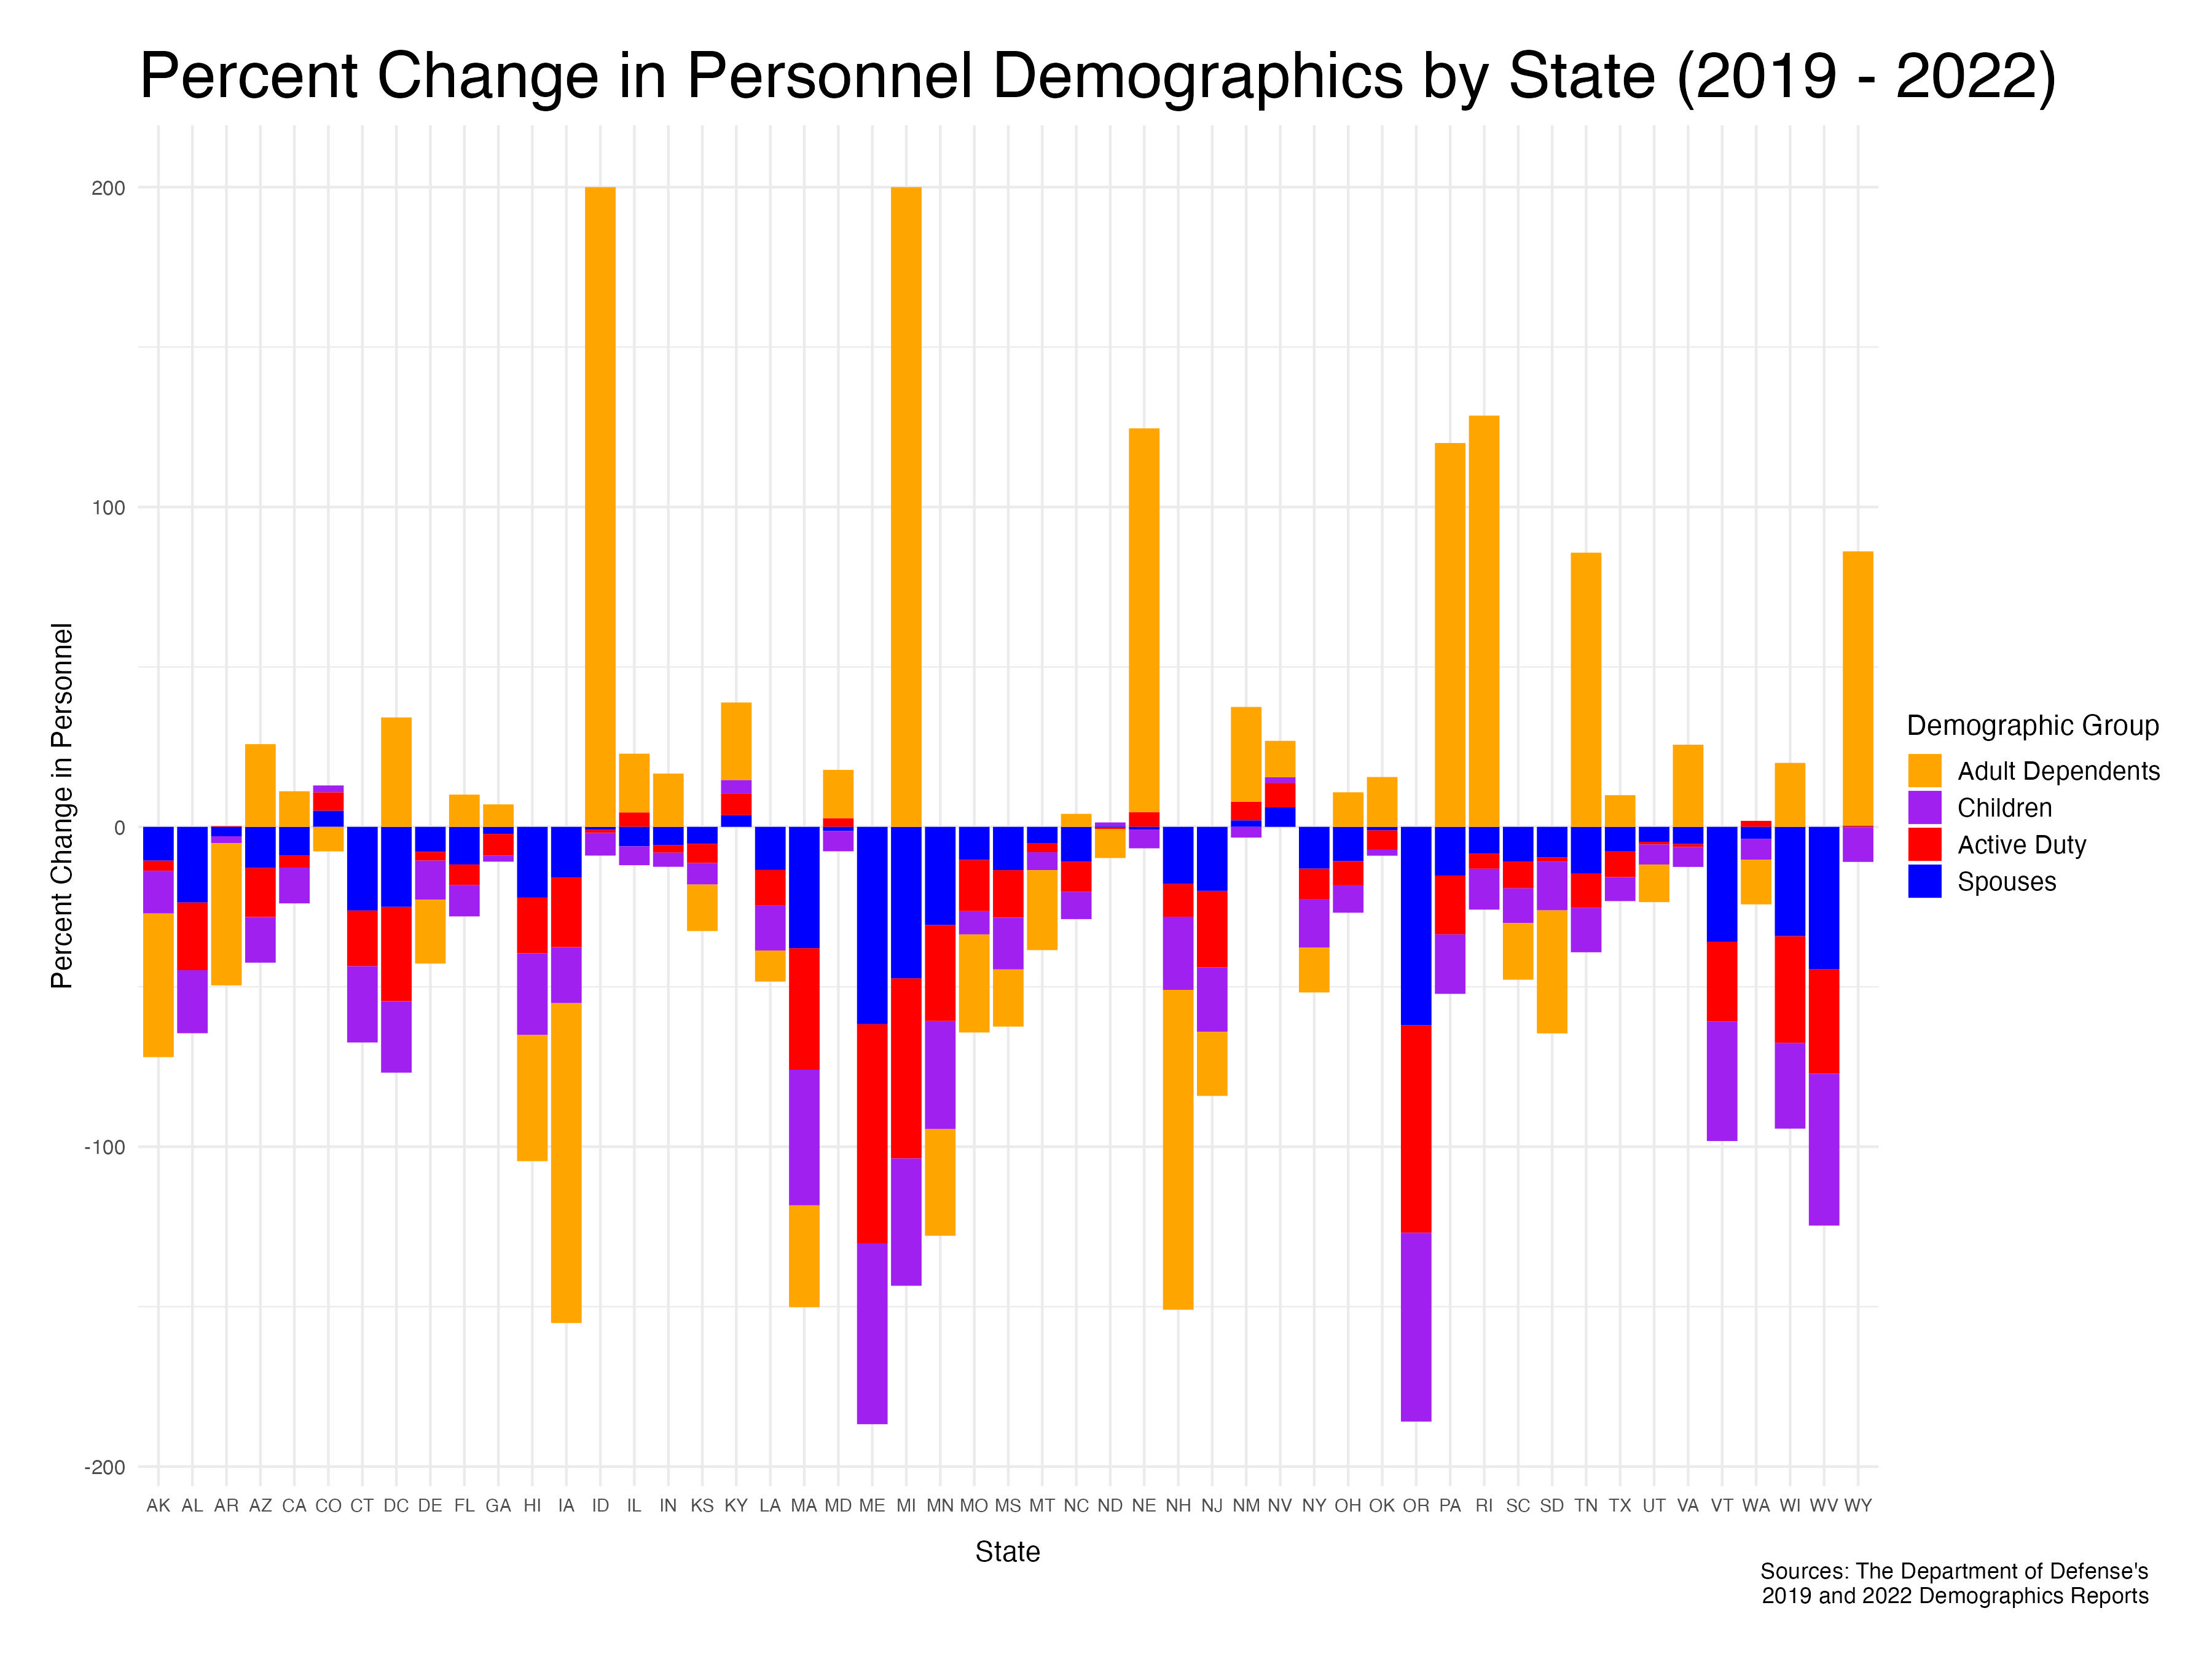 Percent Change in Personnel Demographics by State (2019 - 2022)
200
100
0
-100
-200
Percent Change in Personnel
AK AL AR AZ CA CO CT DC DE FL GA HI IA ID IL IN KS KY LA MA MD ME MI MN MO MS MT NC ND NE NH NJ NM NV NY OH OK OR PA RI SC SD TN TX UT VA VT WA WI WV WY
State
Demographic Group
Adult Dependents
Children
Active Duty
Spouses
Sources: The Department of Defense's
2019 and 2022 Demographics Reports